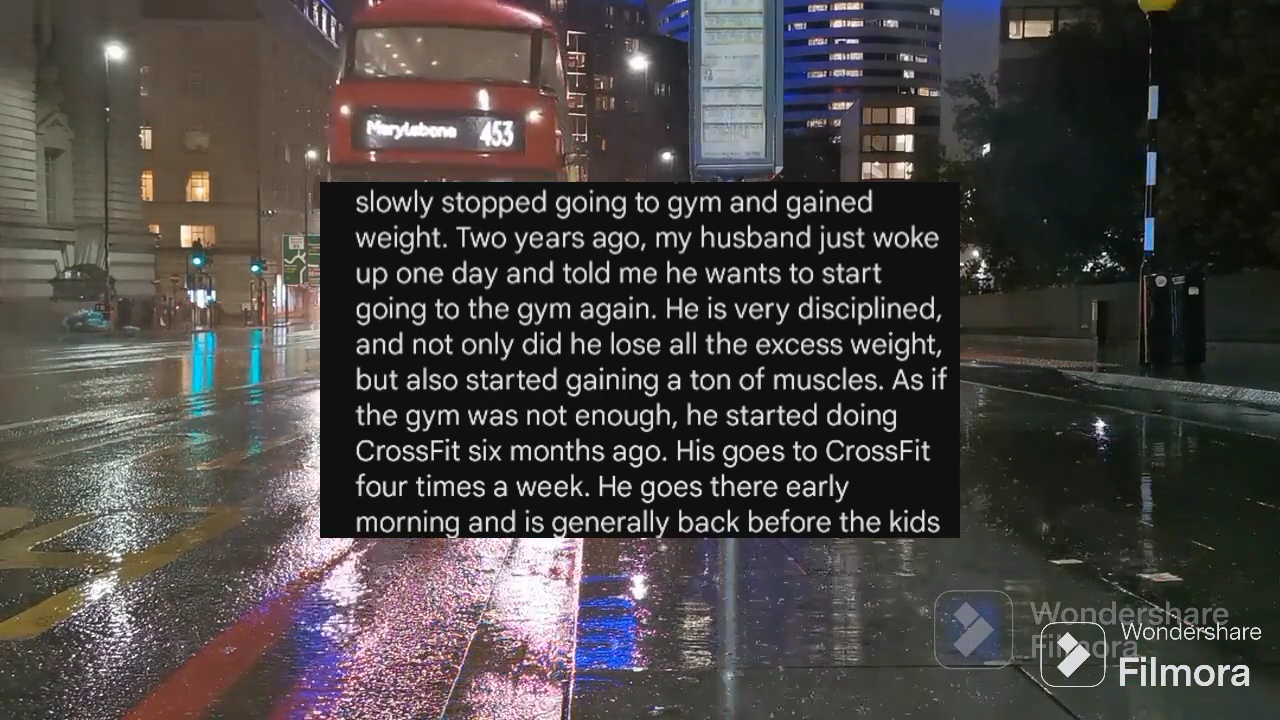 Marylebone 453
slowly stopped going to gym and gained
weight. Two years ago, my husband just woke
up one day and told me he wants to start
going to the gym again. He is very disciplined,
and not only did he lose all the excess weight,
but also started gaining a ton of muscles. As if
the gym was not enough, he started doing
CrossFit six months ago. His goes to CrossFit
four times a week. He goes there early
morning and is generally back before the kids
Wondershare
Filmora
Wondershare
Filmora